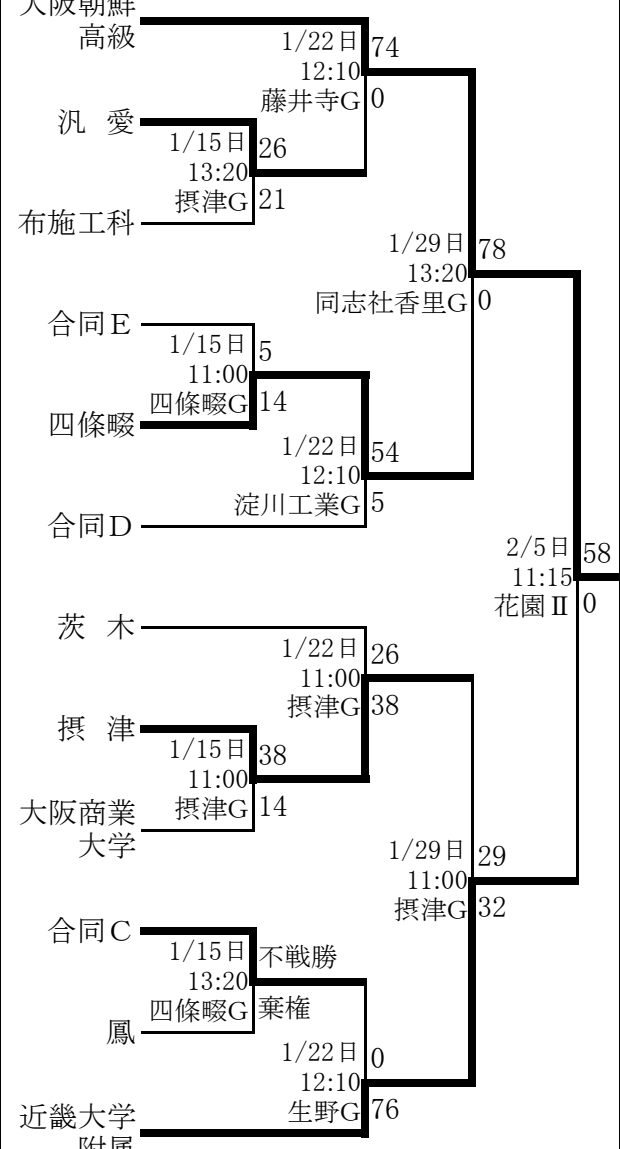 大阪朝鮮
高級
1/22日
12:10
藤井寺G
74
0
汎 愛
1/15日
13:20
摂津G
26
21
布施工科
1/29日
13:20
同志社香里G
78
0
合同E
1/15日
11:00
四條畷G
5
14
四條畷
1/22日
12:10
淀川工業G
54
5
合同D
2/5日
11:15
花園Ⅱ
58
0
茨 木
1/22日
11:00
摂津G
26
38
摂 津
1/15日
11:00
摂津G
38
14
大阪商業
大学
1/29日
11:00
摂津G
29
32
合同C
1/15日
13:20
四條畷G
不戦勝
棄権
鳳
1/22日
12:10
生野G
0
76
近畿大学
附属